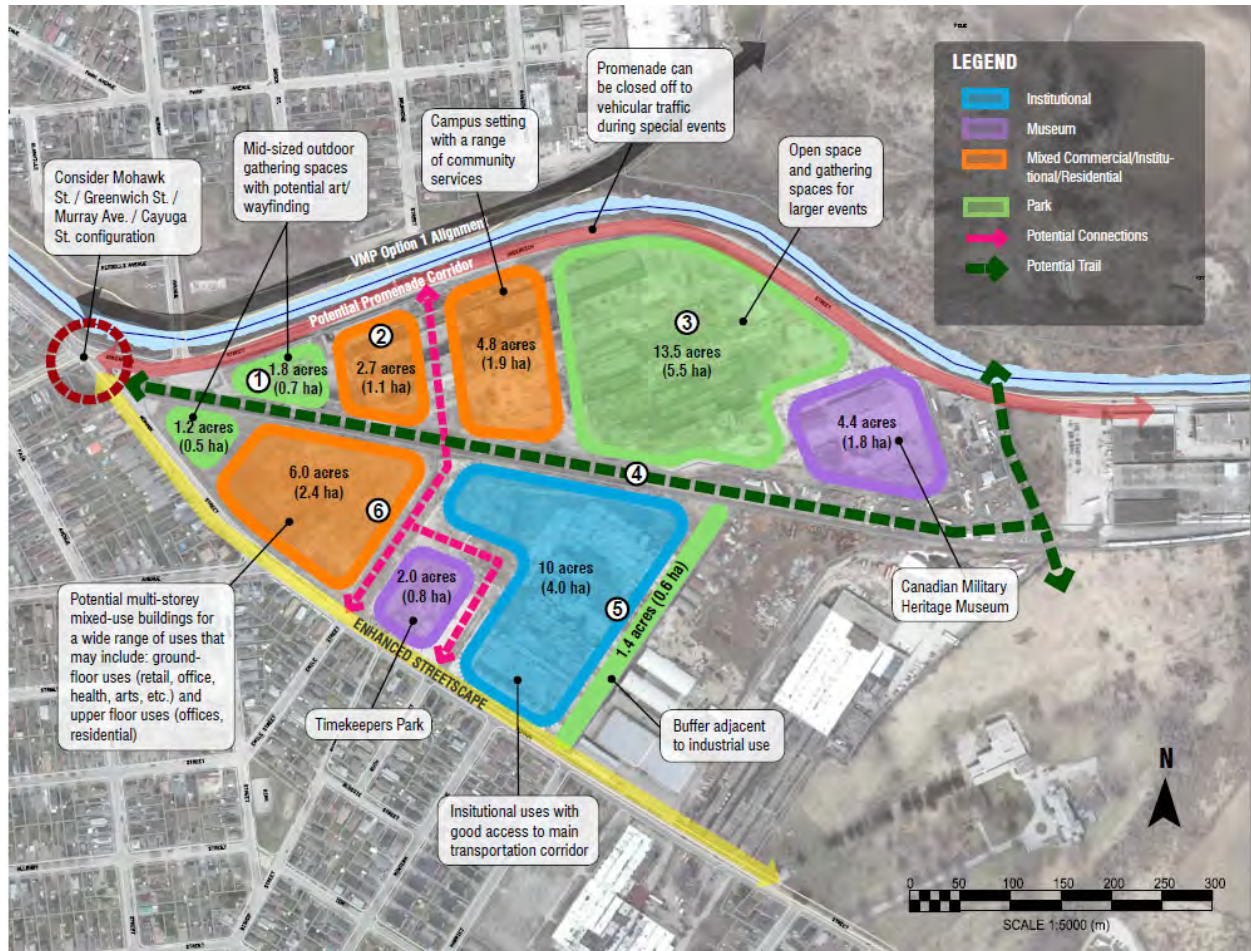 LEGEND
Institutional
Museum
Mixed Commercial/Institu-
tional/Residential
Park
Potential Connections
Potential Trail
Promenade can
be closed off to
vehicular traffic
during special events
Campus setting
with a range
of community
services
Mid-sized outdoor
gathering spaces
with potential art/
wayfinding
Consider Mohawk
St. / Greenwich St. /
Murray Ave. / Cayuga
St. configuration
Open space
and gathering
spaces for
larger events
VMP Option 1 Alignment
Potential Promenade Corridor
STREET
STREET
1
1.8 acres
(0.7 ha)
2
2.7 acres
(1.1 ha)
4.8 acres
(1.9 ha)
3
13.5 acres
(5.5 ha)
4.4 acres
(1.8 ha)
1.2 acres
(0.5 ha)
6.0 acres
(2.4 ha)
6
4
10 acres
(4.0 ha)
5
2.0 acres
(0.8 ha)
1.4 acres (0.6 ha)
ENHANCED STREETSCAPE
Canadian Military
Heritage Museum
Potential multi-storey
mixed-use buildings for
a wide range of uses that
may include: ground-
floor uses (retail, office,
health, arts, etc.) and
upper floor uses (offices,
residential)
Timekeepers Park
Buffer adjacent
to industrial use
Insitutional uses with
good access to main
transportation corridor
N
0 50 100 150 200 250 300
SCALE 1:5000 (m)